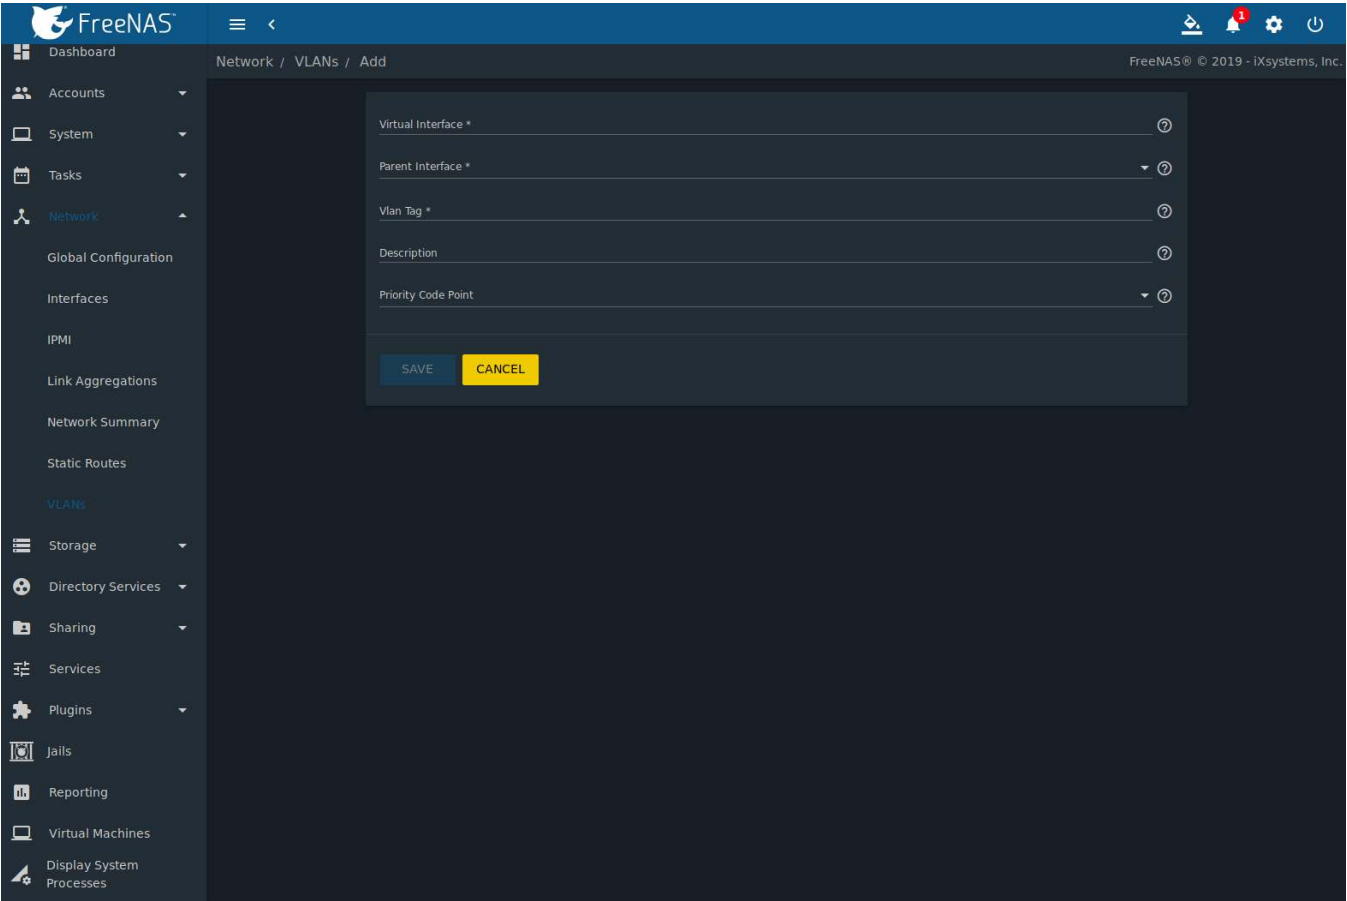 FreeNAS®
1
Dashboard
Network / VLANs / Add
FreeNAS® © 2019 - iXsystems, Inc.
Accounts
System
Tasks
Network
Global Configuration
Interfaces
IPMI
Link Aggregations
Network Summary
Static Routes
VLANs
Storage
Directory Services
Sharing
Services
Plugins
Jails
Reporting
Virtual Machines
Display System
Processes
Virtual Interface *
Parent Interface *
Vlan Tag *
Description
Priority Code Point
SAVE
CANCEL